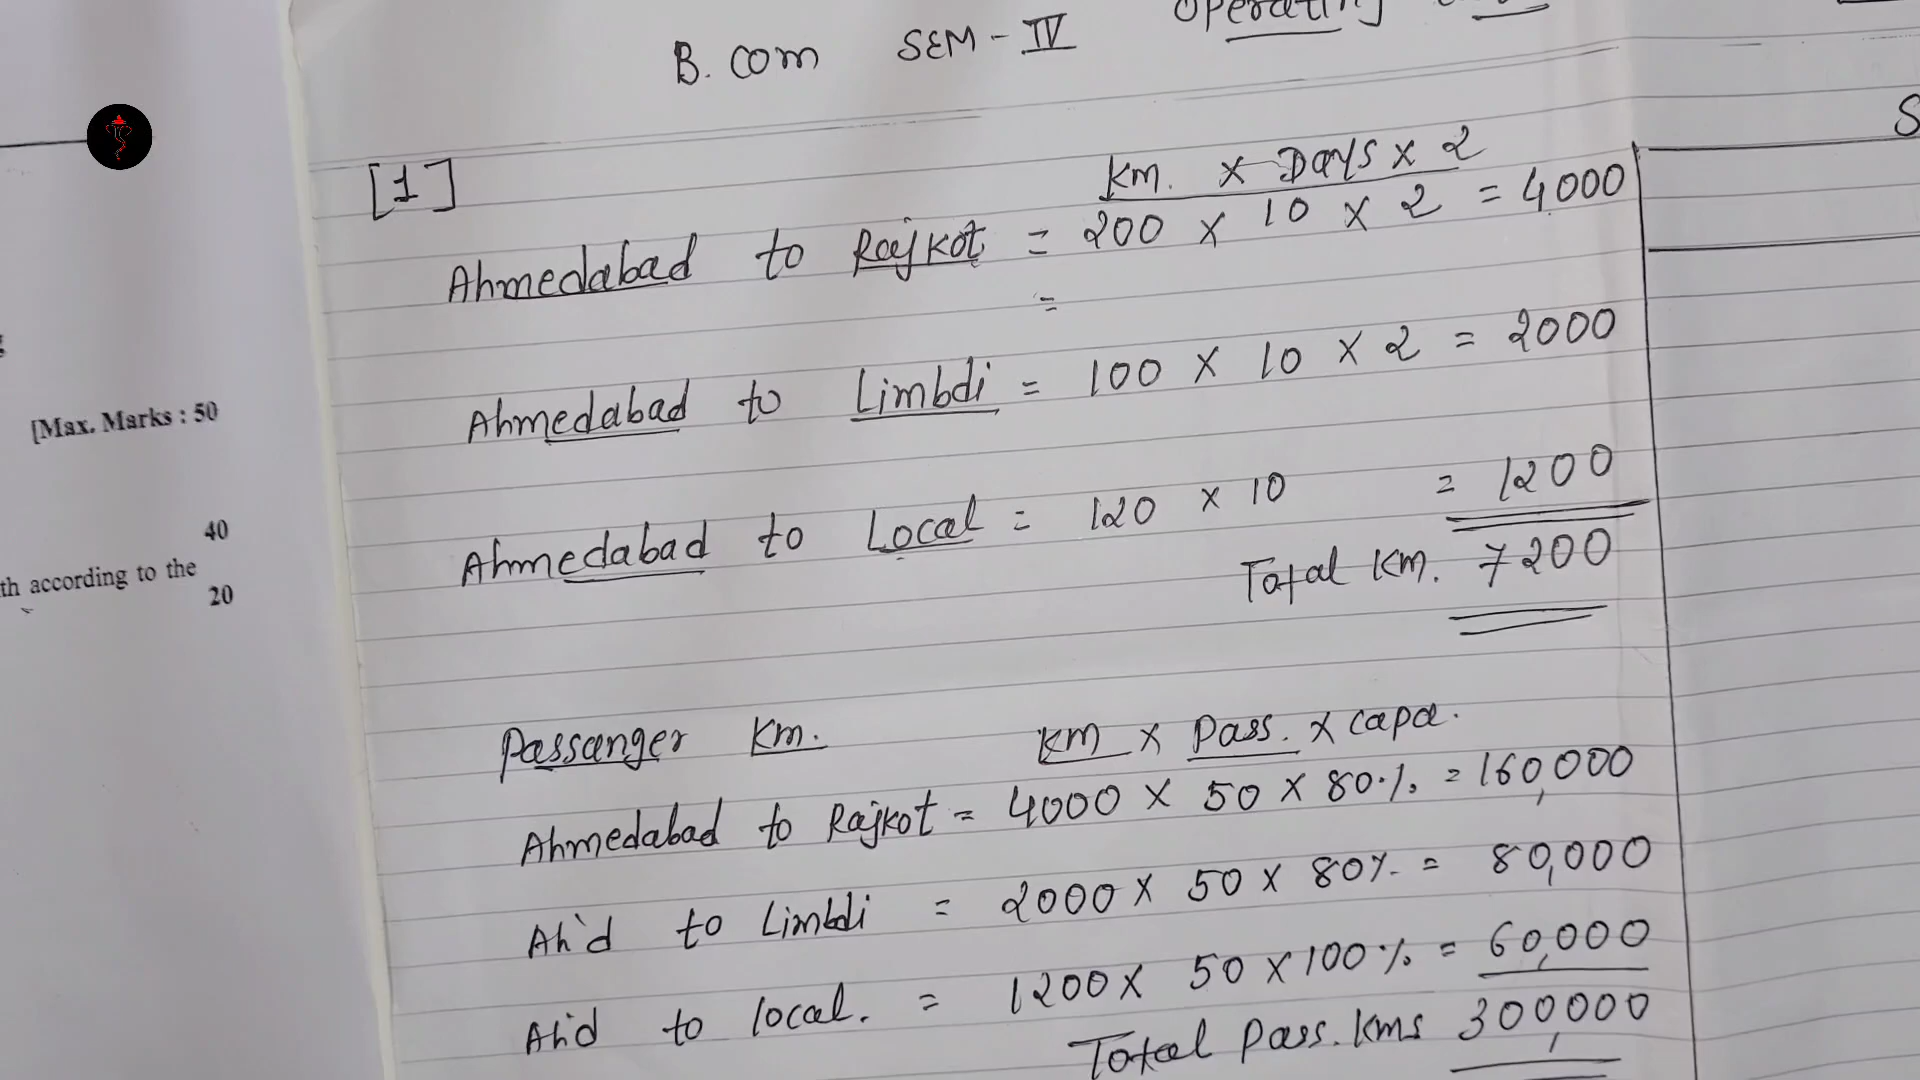 B. com SEM - IV Operating
[1]
Km. x Days x 2
Ahmedabad to Rajkot = 200 x 10 x 2 = 4000
=
Ahmedabad to Limbdi = 100 x 10 x 2 = 2000
Ahmedabad to Local = 120 x 10 = 1200
Total Km. 7200
Passanger Km. Km x Pass. x capa.
Ahmedabad to Rajkot = 4000 x 50 x 80% = 160,000
Ah'd to Limbdi = 2000 x 50 x 80% = 80,000
Ah'd to local. = 1200 x 50 x 100% = 60,000
Total Pass. Kms 300,000
[Max. Marks : 50
40
th according to the
20
S